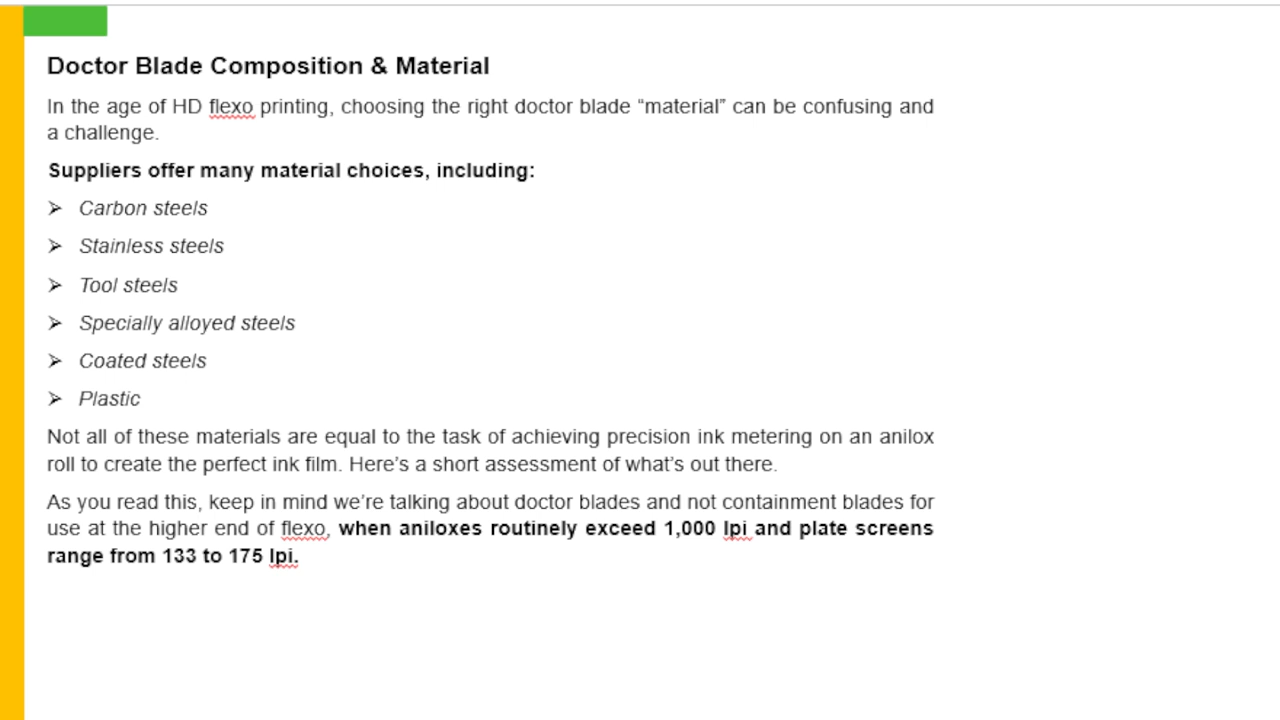 Doctor Blade Composition & Material
In the age of HD flexo printing, choosing the right doctor blade “material” can be confusing and
a challenge.
Suppliers offer many material choices, including:
➢ Carbon steels
➢ Stainless steels
➢ Tool steels
➢ Specially alloyed steels
➢ Coated steels
➢ Plastic
Not all of these materials are equal to the task of achieving precision ink metering on an anilox
roll to create the perfect ink film. Here’s a short assessment of what’s out there.
As you read this, keep in mind we’re talking about doctor blades and not containment blades for
use at the higher end of flexo, when aniloxes routinely exceed 1,000 lpi and plate screens
range from 133 to 175 lpi.